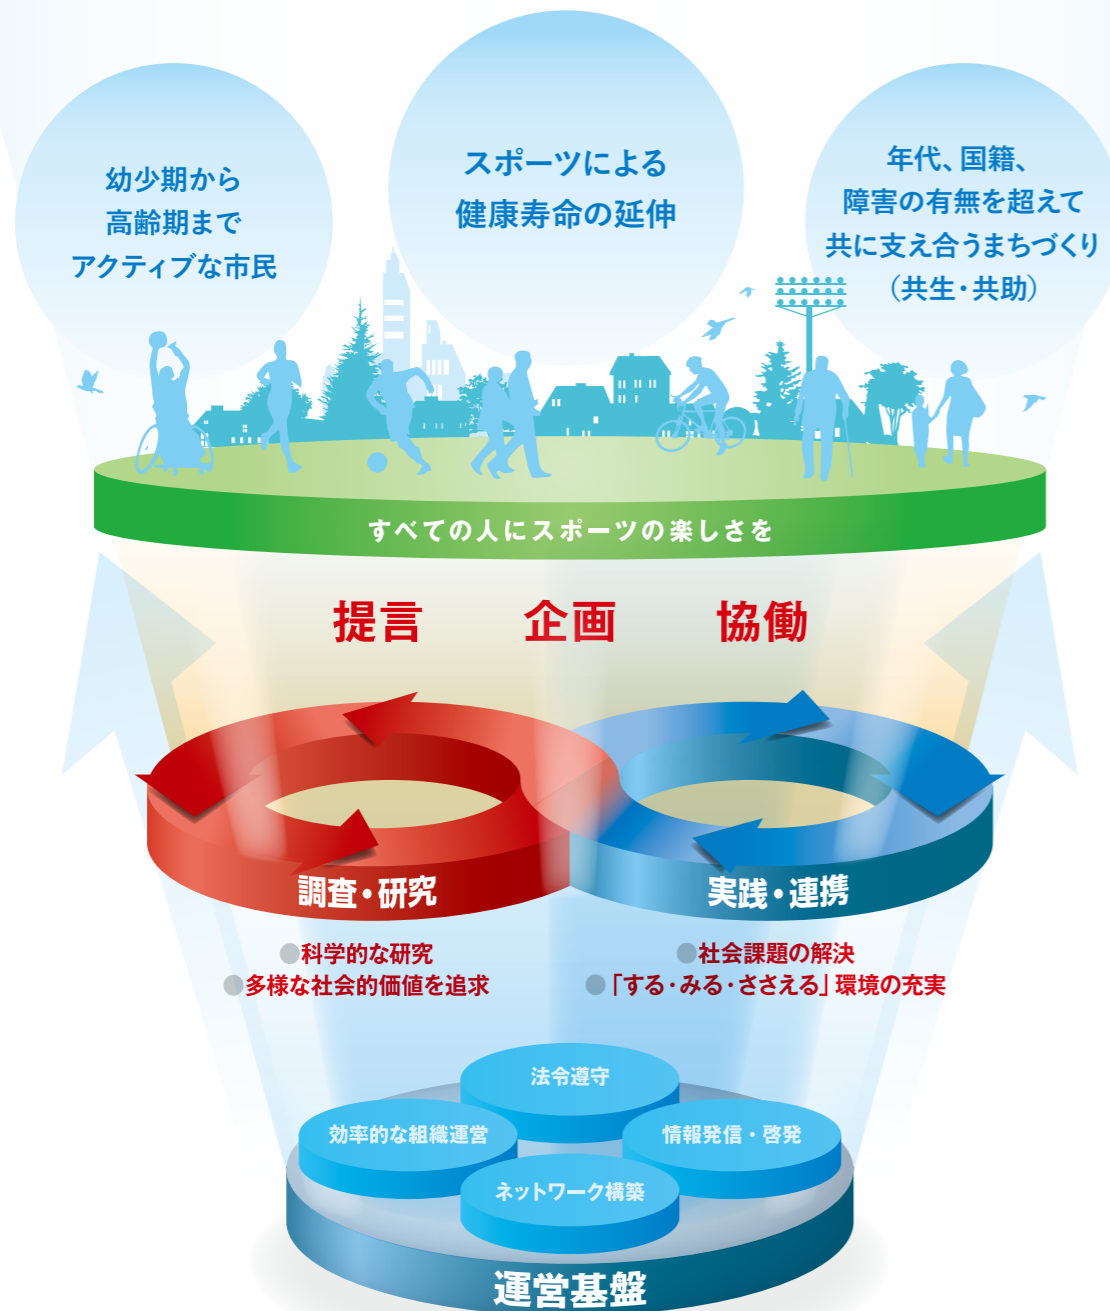 幼少期から
高齢期まで
アクティブな市民
スポーツによる
健康寿命の延伸
年代、国籍、
障害の有無を超えて
共に支え合うまちづくり
（共生・共助）
すべての人にスポーツの楽しさを
提言 企画 協働
調査・研究
実践・連携
●科学的な研究
●多様な社会的価値を追求
●社会課題の解決
●「する・みる・ささえる」環境の充実
法令遵守
効率的な組織運営
情報発信・啓発
ネットワーク構築
運営基盤